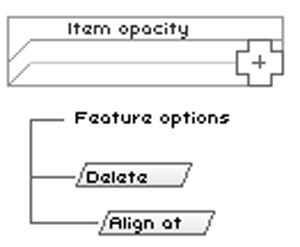 Item opacity
Feature options
Delete
Align at